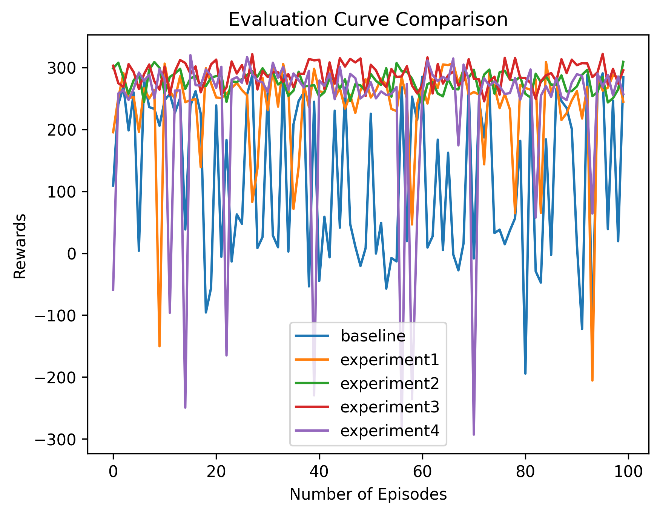 Evaluation Curve Comparison
300
200
100
0
−100
−200
−300
Rewards
baseline
experiment1
experiment2
experiment3
experiment4
0 20 40 60 80 100
Number of Episodes